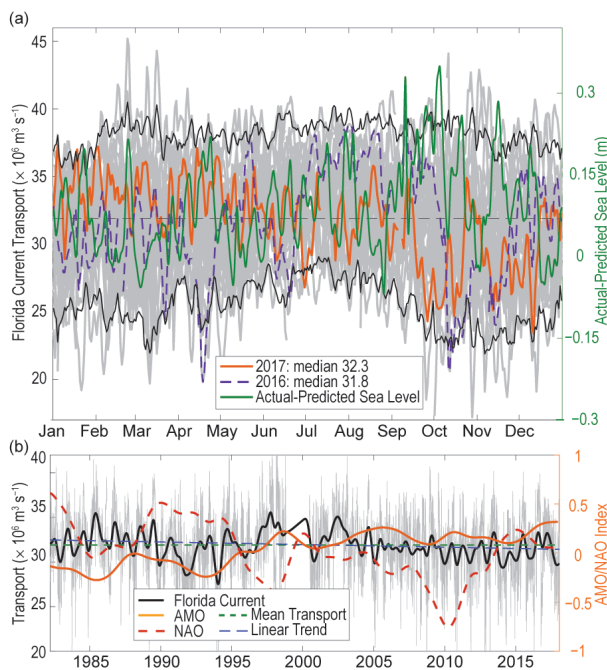 (a)
45
40
35
30
25
20
Florida Current Transport (× 10⁶ m³ s⁻¹)
0.3
0.15
0
−0.15
−0.3
Actual-Predicted Sea Level (m)
2017: median 32.3
2016: median 31.8
Actual-Predicted Sea Level
Jan Feb Mar Apr May Jun Jul Aug Sep Oct Nov Dec
(b)
40
35
30
25
20
Transport (× 10⁶ m³ s⁻¹)
1
0.5
0
−0.5
−1
AMO/NAO Index
Florida Current
AMO Mean Transport
NAO Linear Trend
1985 1990 1995 2000 2005 2010 2015